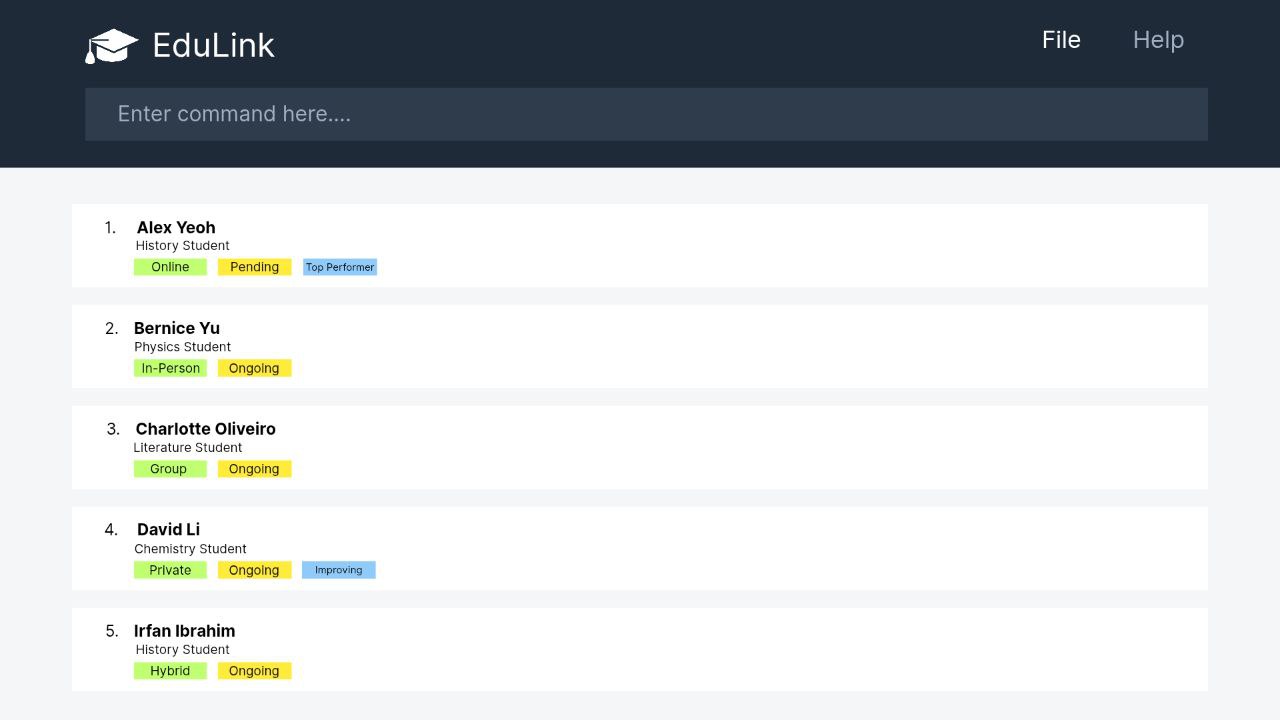 EduLink
File Help
Enter command here....
1. Alex Yeoh
History Student
Online Pending Top Performer
2. Bernice Yu
Physics Student
In-Person Ongoing
3. Charlotte Oliveiro
Literature Student
Group Ongoing
4. David Li
Chemistry Student
Private Ongoing Improving
5. Irfan Ibrahim
History Student
Hybrid Ongoing